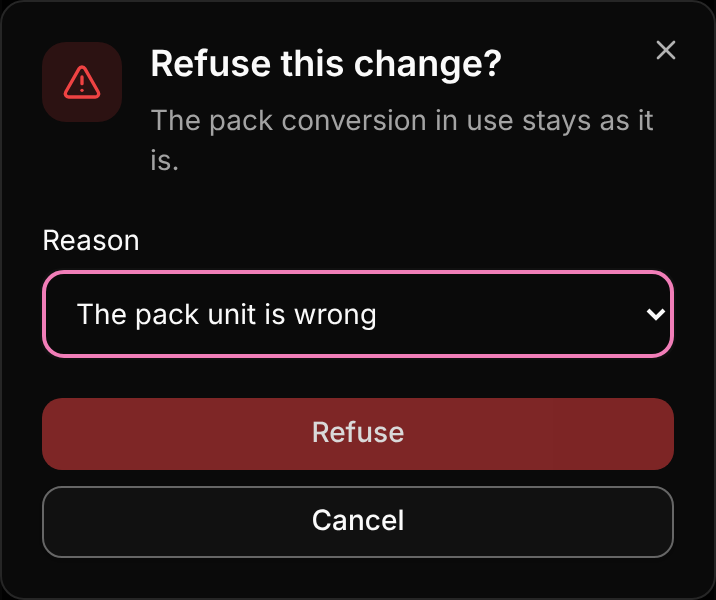 Refuse this change?
The pack conversion in use stays as it
is.
Reason
The pack unit is wrong
Refuse
Cancel